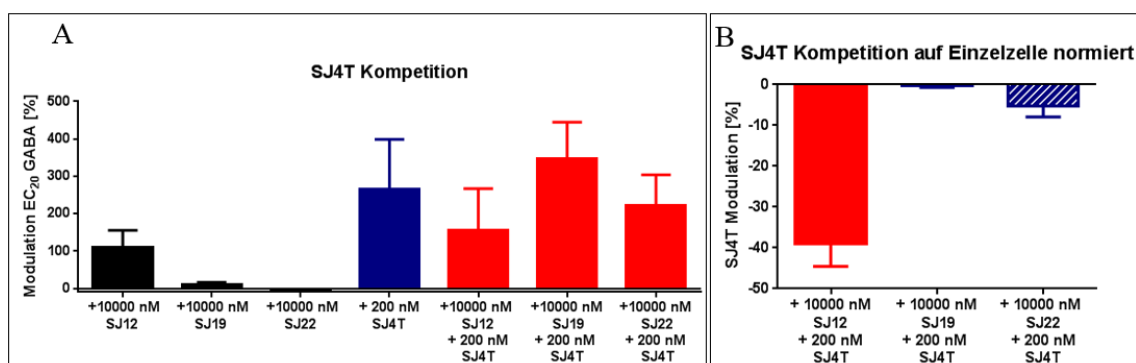 A
SJ4T Kompetition
Modulation EC20 GABA [%]
500
400
300
200
100
0
+10000 nM
SJ12
+10000 nM
SJ19
+10000 nM
SJ22
+ 200 nM
SJ4T
+10000 nM
SJ12
+ 200 nM
SJ4T
+10000 nM
SJ19
+ 200 nM
SJ4T
+10000 nM
SJ22
+ 200 nM
SJ4T
B
SJ4T Kompetition auf Einzelzelle normiert
SJ4T Modulation [%]
0
-10
-20
-30
-40
-50
+ 10000 nM
SJ12
+ 200 nM
SJ4T
+ 10000 nM
SJ19
+ 200 nM
SJ4T
+ 10000 nM
SJ22
+ 200 nM
SJ4T